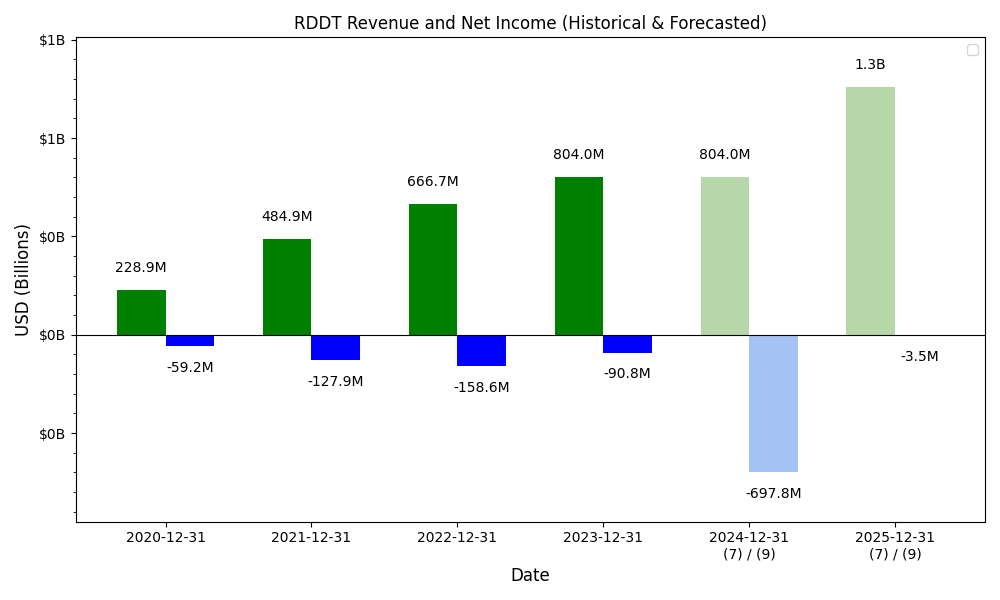 RDDT Revenue and Net Income (Historical & Forecasted)
$1B
$1B
$0B
$0B
$0B
USD (Billions)
228.9M
484.9M
666.7M
804.0M
804.0M
1.3B
-59.2M
-127.9M
-158.6M
-90.8M
-697.8M
-3.5M
2020-12-31
2021-12-31
2022-12-31
2023-12-31
2024-12-31
(7) / (9)
2025-12-31
(7) / (9)
Date